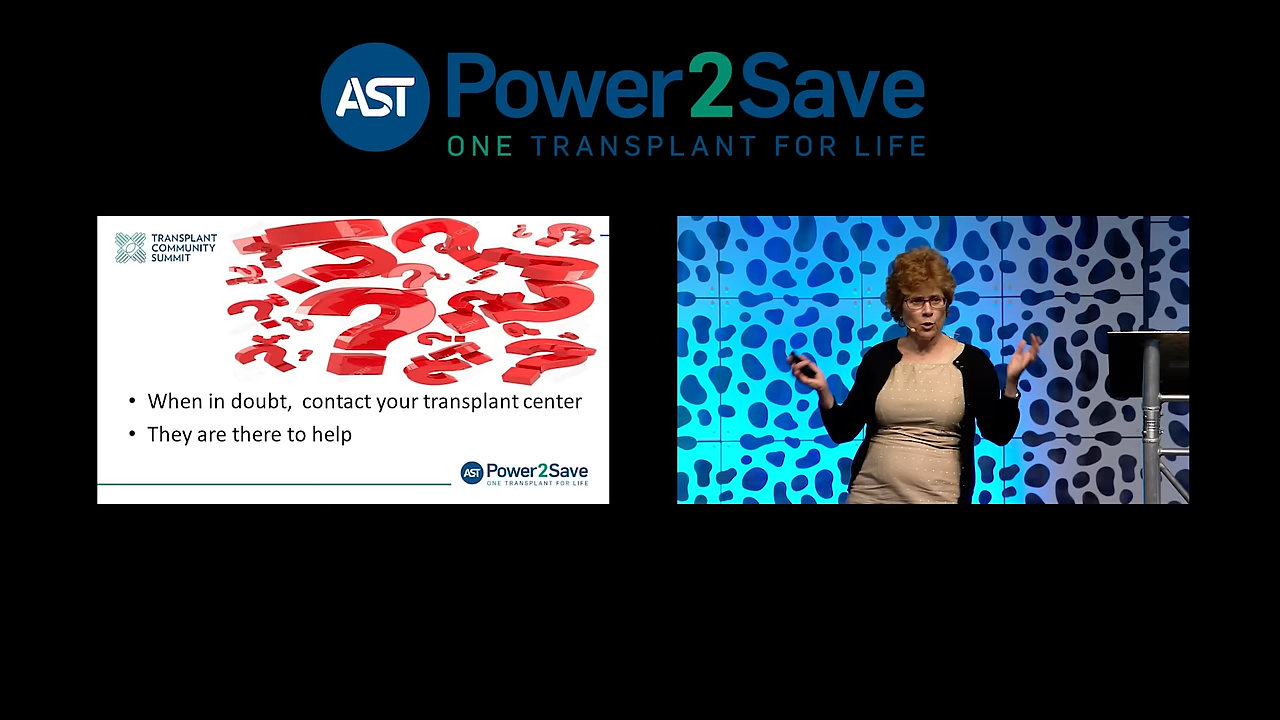 AST Power2Save
ONE TRANSPLANT FOR LIFE
TRANSPLANT
COMMUNITY
SUMMIT
• When in doubt,  contact your transplant center
• They are there to help
AST Power2Save
ONE TRANSPLANT FOR LIFE